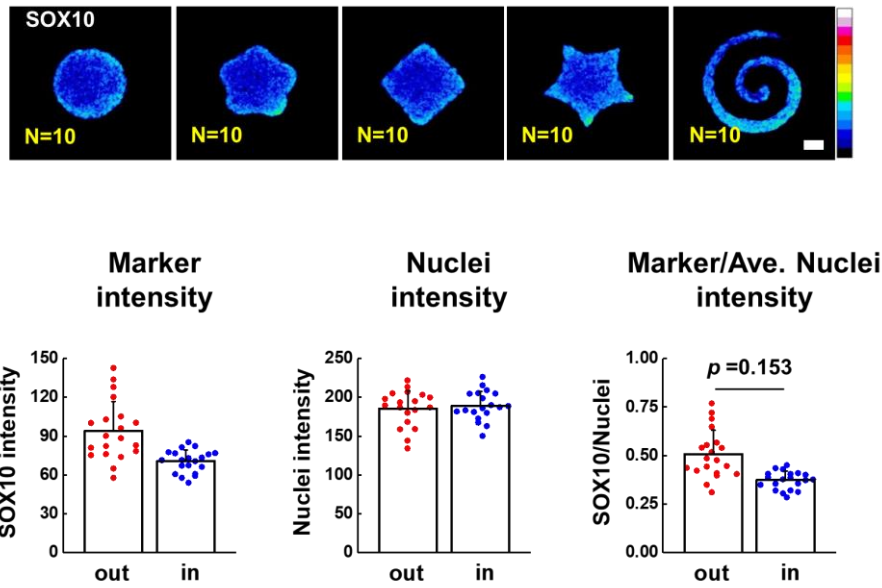 SOX10
N=10
N=10
N=10
N=10
N=10
Marker
intensity
SOX10 intensity
150
120
90
60
30
0
out
in
Nuclei
intensity
Nuclei intensity
250
200
150
100
50
0
out
in
Marker/Ave. Nuclei
intensity
SOX10/Nuclei
1.00
0.75
0.50
0.25
0.00
p =0.153
out
in